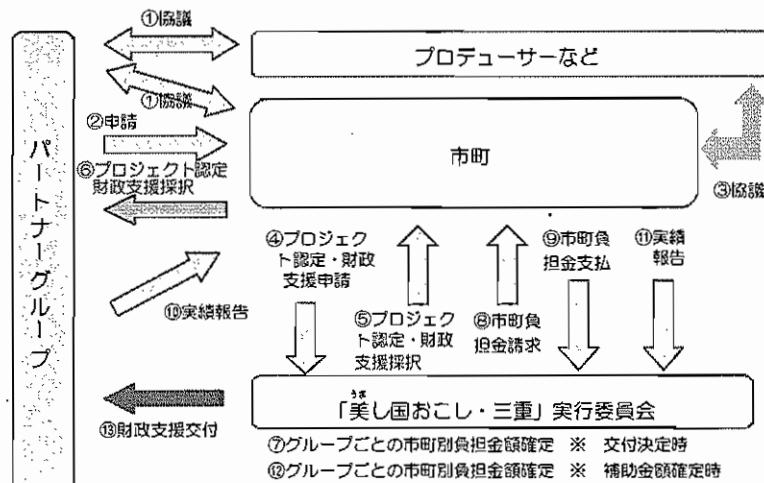 ①協議
プロデューサーなど
①協議
②申請
市町
⑥プロジェクト認定
財政支援採択
③協議
パートナーグループ
④プロジェク
ト認定・財政
支援申請
⑨市町負
担金支払
⑪実績
報告
⑩実績報告
⑤プロジェク
ト認定・財政
支援採択
⑧市町負
担金請求
うま
「美し国おこし・三重」実行委員会
⑬財政支援交付
⑦グループごとの市町別負担金額確定 ※ 交付決定時
⑫グループごとの市町別負担金額確定 ※ 補助金額確定時